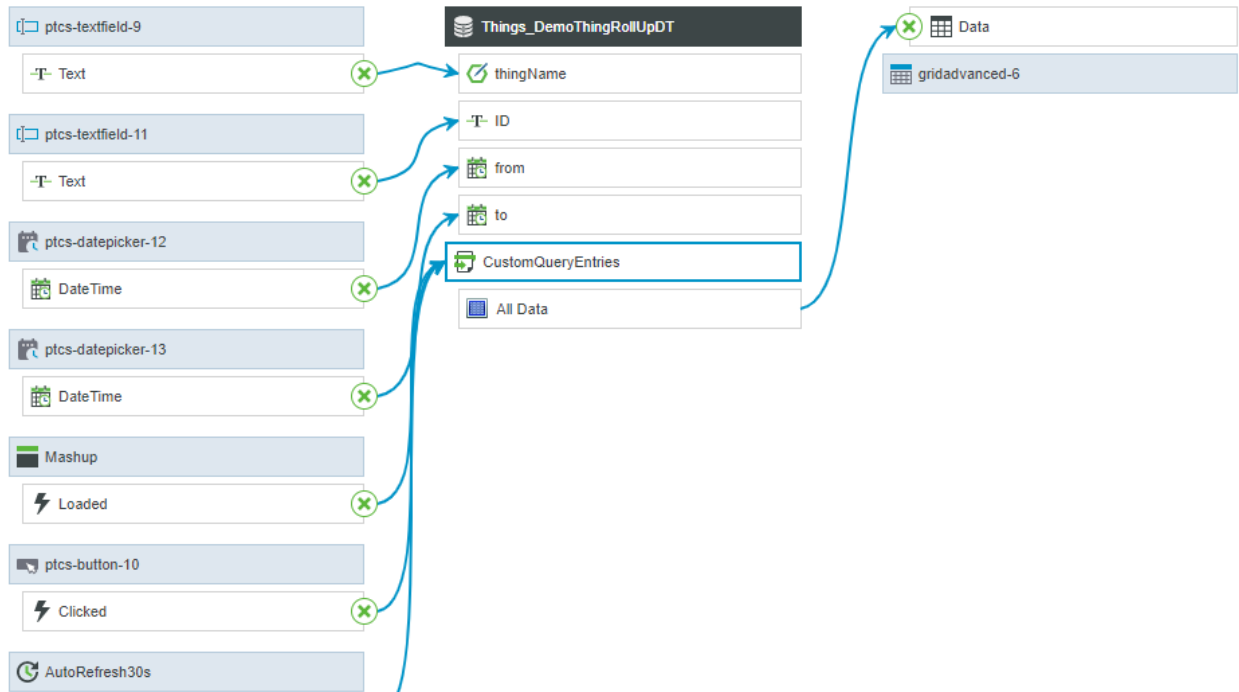 ptcs-textfield-9
Text
ptcs-textfield-11
Text
ptcs-datepicker-12
DateTime
ptcs-datepicker-13
DateTime
Mashup
Loaded
ptcs-button-10
Clicked
AutoRefresh30s
Things_DemoThingRollUpDT
thingName
ID
from
to
CustomQueryEntries
All Data
Data
gridadvanced-6